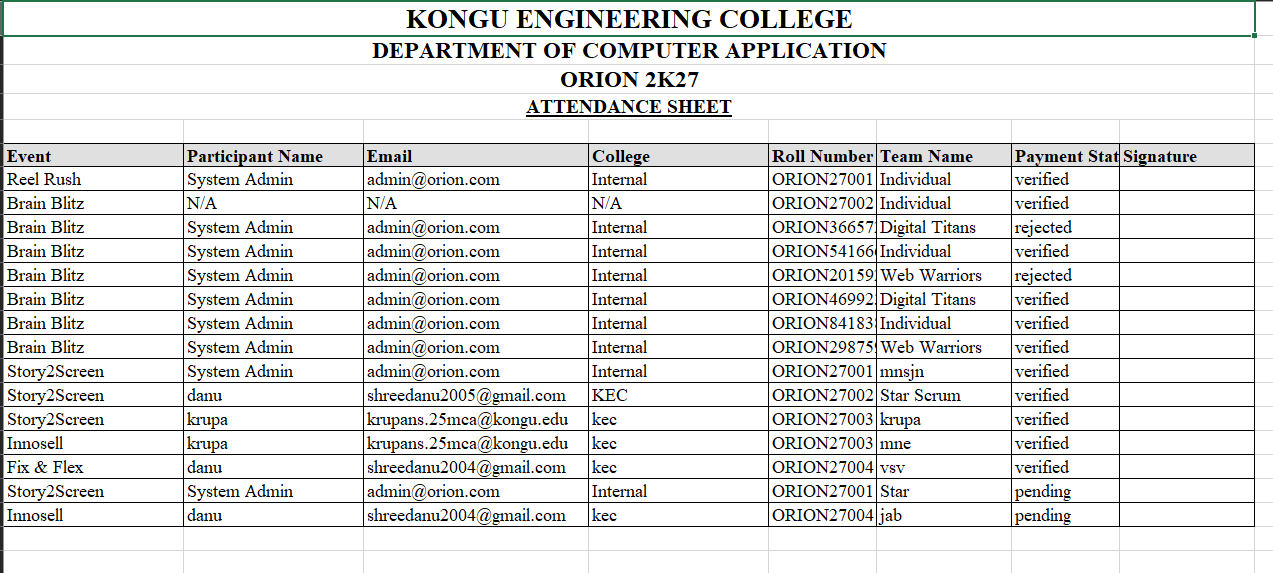 KONGU ENGINEERING COLLEGE
DEPARTMENT OF COMPUTER APPLICATION
ORION 2K27
ATTENDANCE SHEET
Event Participant Name Email College Roll Number Team Name Payment Stat Signature
Reel Rush System Admin admin@orion.com Internal ORION27001 Individual verified
Brain Blitz N/A N/A N/A ORION27002 Individual verified
Brain Blitz System Admin admin@orion.com Internal ORION36657 Digital Titans rejected
Brain Blitz System Admin admin@orion.com Internal ORION54166 Individual verified
Brain Blitz System Admin admin@orion.com Internal ORION20159 Web Warriors rejected
Brain Blitz System Admin admin@orion.com Internal ORION46992 Digital Titans verified
Brain Blitz System Admin admin@orion.com Internal ORION84183 Individual verified
Brain Blitz System Admin admin@orion.com Internal ORION29875 Web Warriors verified
Story2Screen System Admin admin@orion.com Internal ORION27001 mnsjn verified
Story2Screen danu shreedanu2005@gmail.com KEC ORION27002 Star Scrum verified
Story2Screen krupa krupans.25mca@kongu.edu kec ORION27003 krupa verified
Innosell krupa krupans.25mca@kongu.edu kec ORION27003 mne verified
Fix & Flex danu shreedanu2004@gmail.com kec ORION27004 vsv verified
Story2Screen System Admin admin@orion.com Internal ORION27001 Star pending
Innosell danu shreedanu2004@gmail.com kec ORION27004 jab pending